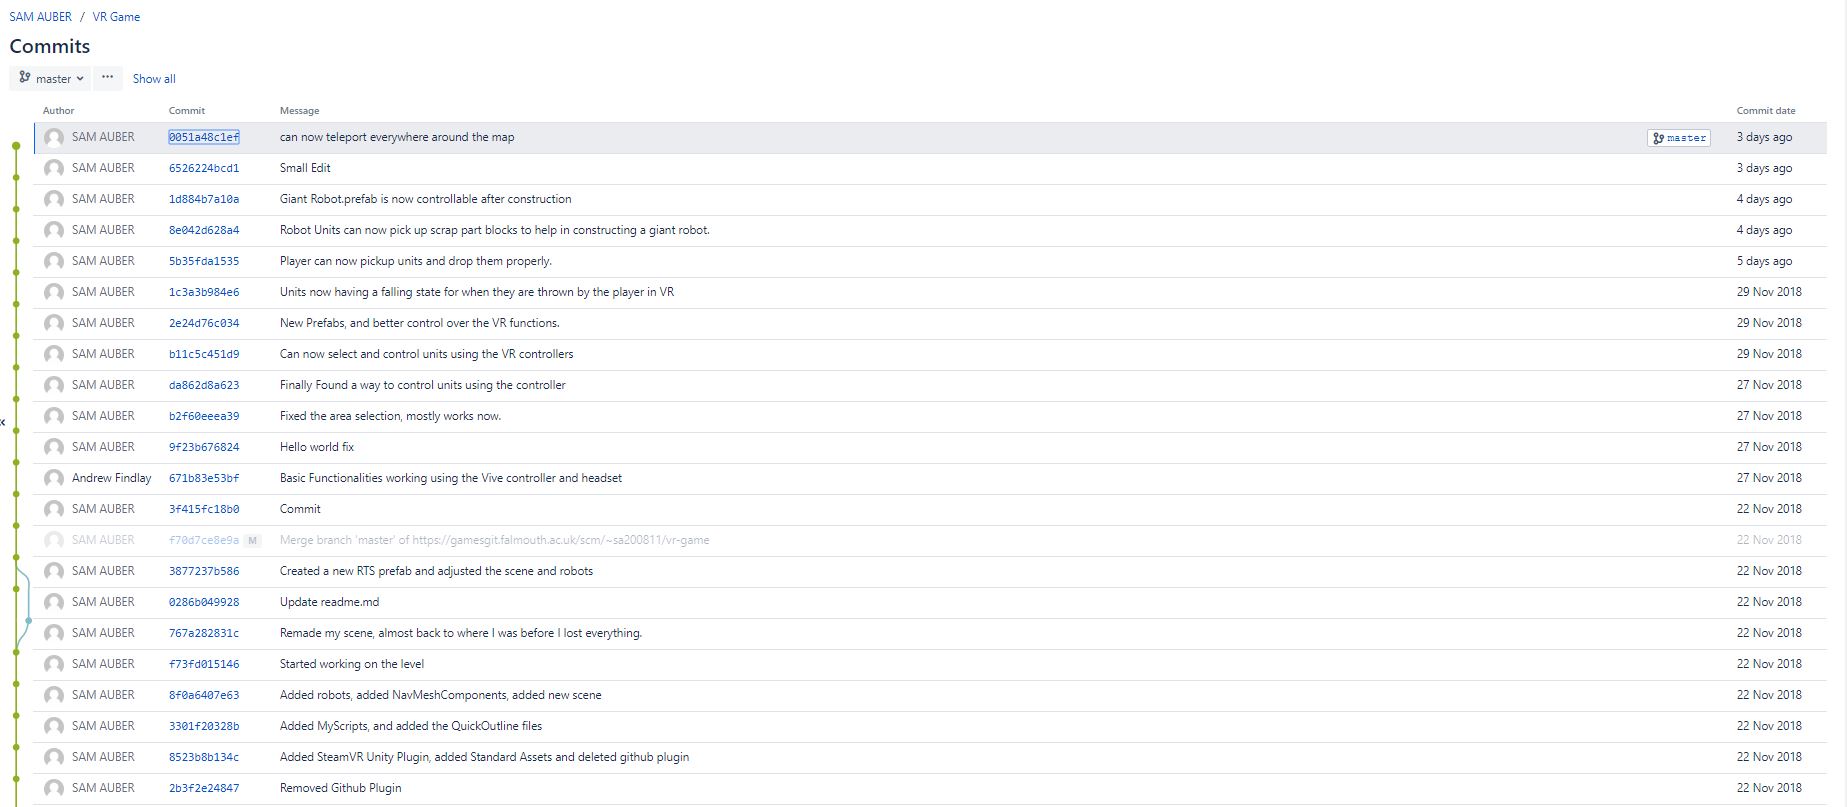 SAM AUBER / VR Game
Commits
master ··· Show all
Author Commit Message Commit date
SAM AUBER 0051a48c1ef can now teleport everywhere around the map master 3 days ago
SAM AUBER 6526224bcd1 Small Edit 3 days ago
SAM AUBER 1d884b7a10a Giant Robot.prefab is now controllable after construction 4 days ago
SAM AUBER 8e042d628a4 Robot Units can now pick up scrap part blocks to help in constructing a giant robot. 4 days ago
SAM AUBER 5b35fda1535 Player can now pickup units and drop them properly. 5 days ago
SAM AUBER 1c3a3b984e6 Units now having a falling state for when they are thrown by the player in VR 29 Nov 2018
SAM AUBER 2e24d76c034 New Prefabs, and better control over the VR functions. 29 Nov 2018
SAM AUBER b11c5c451d9 Can now select and control units using the VR controllers 29 Nov 2018
SAM AUBER da862d8a623 Finally Found a way to control units using the controller 27 Nov 2018
SAM AUBER b2f60eeea39 Fixed the area selection, mostly works now. 27 Nov 2018
SAM AUBER 9f23b676824 Hello world fix 27 Nov 2018
Andrew Findlay 671b83e53bf Basic Functionalities working using the Vive controller and headset 27 Nov 2018
SAM AUBER 3f415fc18b0 Commit 22 Nov 2018
SAM AUBER f70d7ce8e9a M Merge branch 'master' of https://gamesgit.falmouth.ac.uk/scm/~sa200811/vr-game 22 Nov 2018
SAM AUBER 3877237b586 Created a new RTS prefab and adjusted the scene and robots 22 Nov 2018
SAM AUBER 0286b049928 Update readme.md 22 Nov 2018
SAM AUBER 767a282831c Remade my scene, almost back to where I was before I lost everything. 22 Nov 2018
SAM AUBER f73fd015146 Started working on the level 22 Nov 2018
SAM AUBER 8f0a6407e63 Added robots, added NavMeshComponents, added new scene 22 Nov 2018
SAM AUBER 3301f20328b Added MyScripts, and added the QuickOutline files 22 Nov 2018
SAM AUBER 8523b8b134c Added SteamVR Unity Plugin, added Standard Assets and deleted github plugin 22 Nov 2018
SAM AUBER 2b3f2e24847 Removed Github Plugin 22 Nov 2018